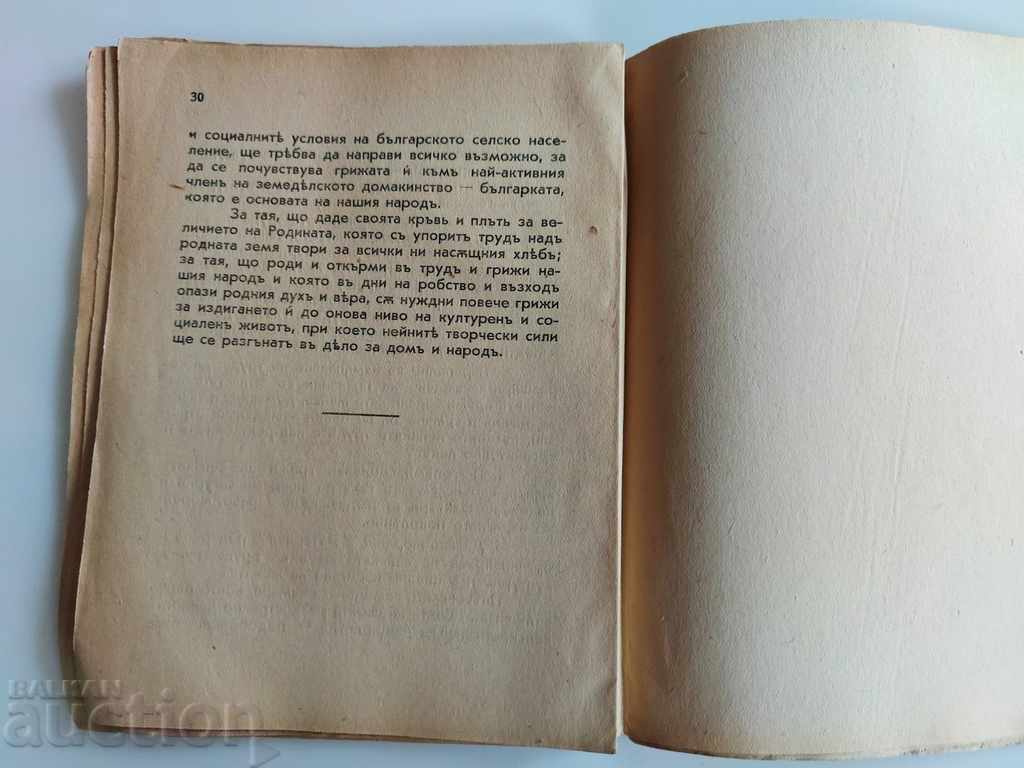 30
и социалнитѣ условия на българското селско насе-
ление, ще трѣбва да направи всичко възможно, за
да се почувствува грижата ѝ къмъ най-активния
членъ на земедѣлското домакинство — българката,
която е основата на нашия народъ.
За тая, що даде своята кръвь и плъть за ве-
личието на Родината, която съ упоритъ трудъ надъ
родната земя твори за всички ни насѫщния хлѣбъ;
за тая, що роди и откърми въ трудъ и грижи на-
шия народъ и която въ дни на робство и възходъ
опази родния духъ и вѣра, сѫ нуждни повече грижи
за издигането ѝ до онова ниво на културенъ и со-
циаленъ животъ, при което нейнитѣ творчески сили
ще се разгънатъ въ дѣло за домъ и народъ.
BALKAN
auction